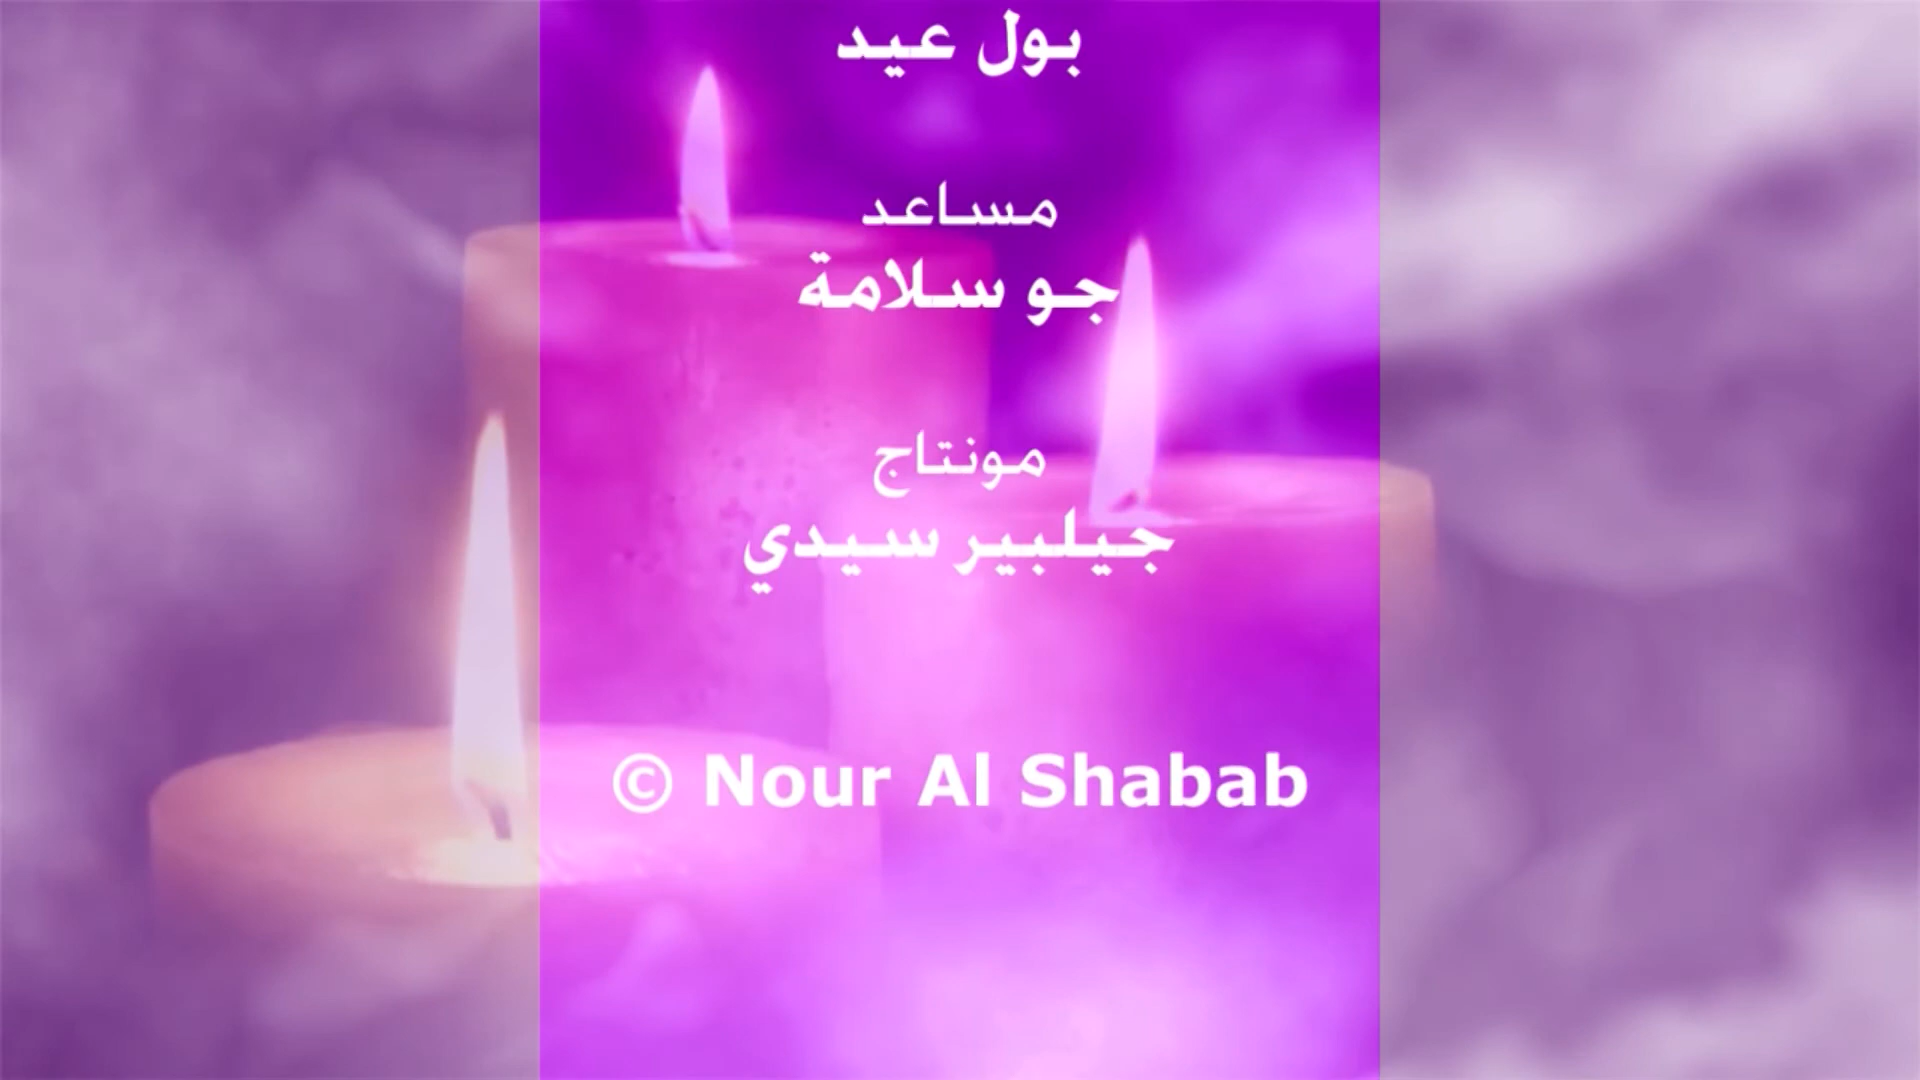 بول عيد
مساعد
جو سلامة
مونتاج
جيلبير سيدي
© Nour Al Shabab